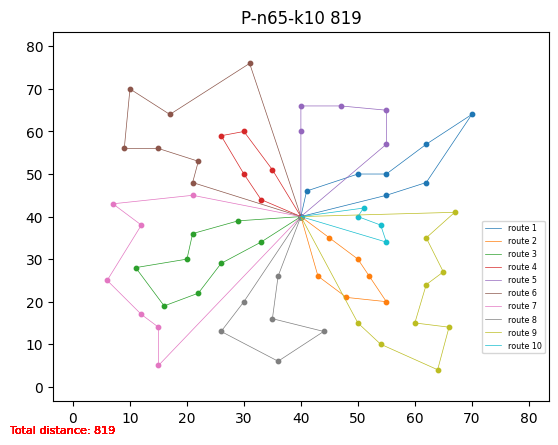 P-n65-k10 819
80
70
60
50
40
30
20
10
0
0 10 20 30 40 50 60 70 80
route 1
route 2
route 3
route 4
route 5
route 6
route 7
route 8
route 9
route 10
Total distance: 819